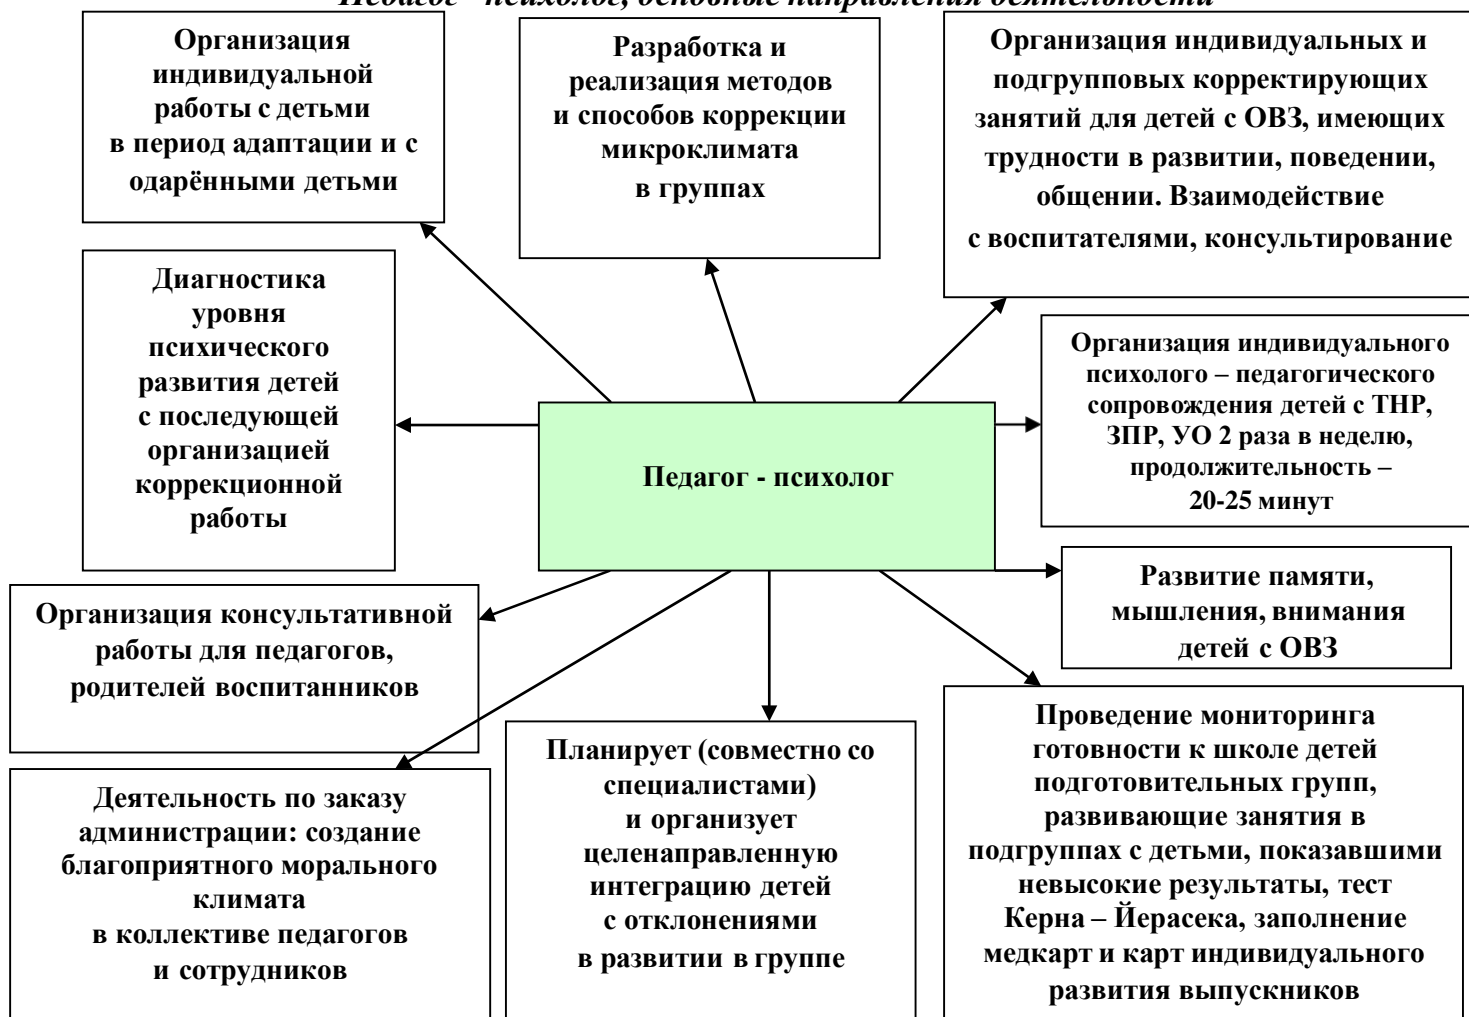 Педагог - психолог, основные направления деятельности
Организация
индивидуальной
работы с детьми
в период адаптации и с
одарёнными детьми
Разработка и
реализация методов
и способов коррекции
микроклимата
в группах
Организация индивидуальных и
подгрупповых корректирующих
занятий для детей с ОВЗ, имеющих
трудности в развитии, поведении,
общении. Взаимодействие
с воспитателями, консультирование
Диагностика
уровня
психического
развития детей
с последующей
организацией
коррекционной
работы
Организация индивидуального
психолого – педагогического
сопровождения детей с ТНР,
ЗПР, УО 2 раза в неделю,
продолжительность –
20-25 минут
Педагог - психолог
Развитие памяти,
мышления, внимания
детей с ОВЗ
Организация консультативной
работы для педагогов,
родителей воспитанников
Деятельность по заказу
администрации: создание
благоприятного морального
климата
в коллективе педагогов
и сотрудников
Планирует (совместно со
специалистами)
и организует
целенаправленную
интеграцию детей
с отклонениями
в развитии в группе
Проведение мониторинга
готовности к школе детей
подготовительных групп,
развивающие занятия в
подгруппах с детьми, показавшими
невысокие результаты, тест
Керна – Йерасека, заполнение
медкарт и карт индивидуального
развития выпускников